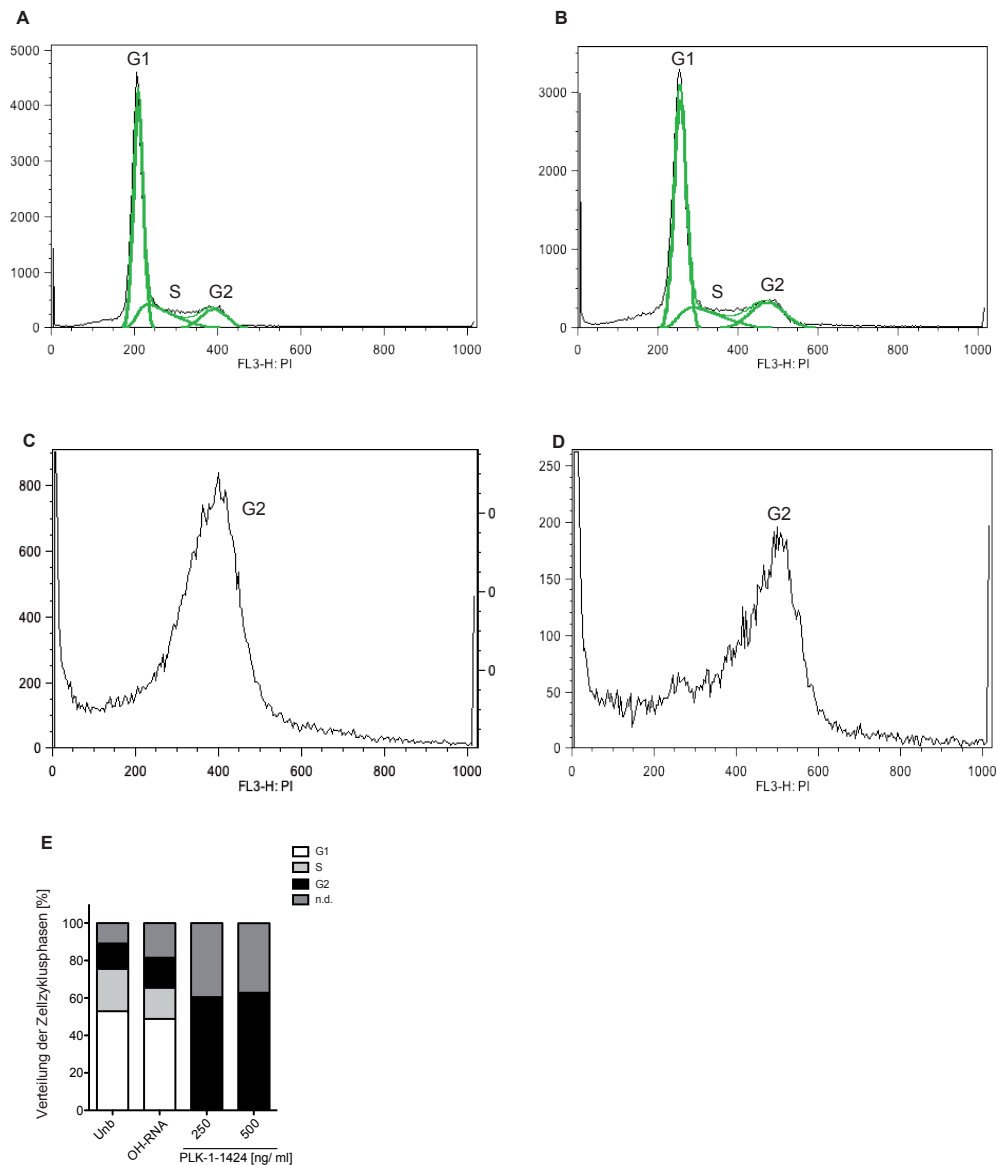 A
5000
4000
3000
2000
1000
0
G1
S
G2
0 200 400 600 800 1000
FL3-H: PI
B
3000
2000
1000
0
G1
S
G2
0 200 400 600 800 1000
FL3-H: PI
C
800
600
400
200
0
G2
0
0
0
0 200 400 600 800 1000
FL3-H: PI
D
250
200
150
100
50
0
G2
0 200 400 600 800 1000
FL3-H: PI
E
G1
S
G2
n.d.
Verteilung der Zellzyklusphasen [%]
100
80
60
40
20
0
Unb
OH-RNA
250
500
PLK-1-1424 [ng/ ml]